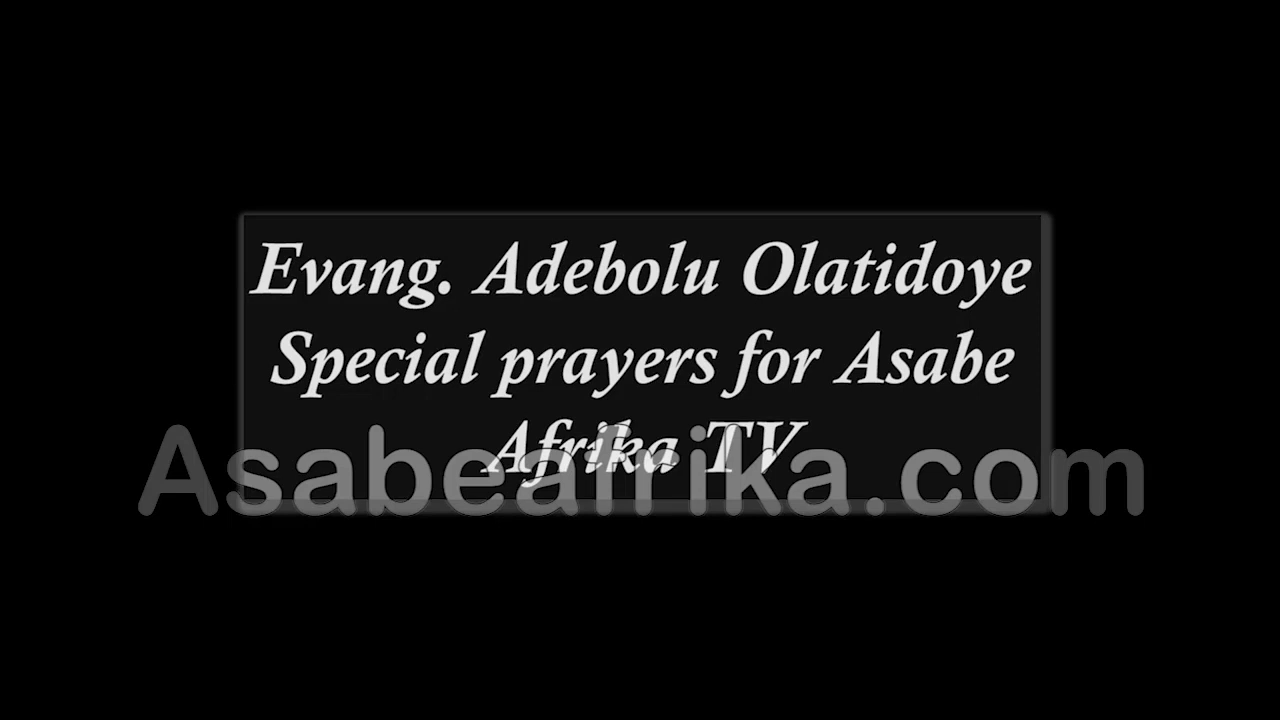 Evang. Adebolu Olatidoye
Special prayers for Asabe
Afrika TV
Asabeafrika.com